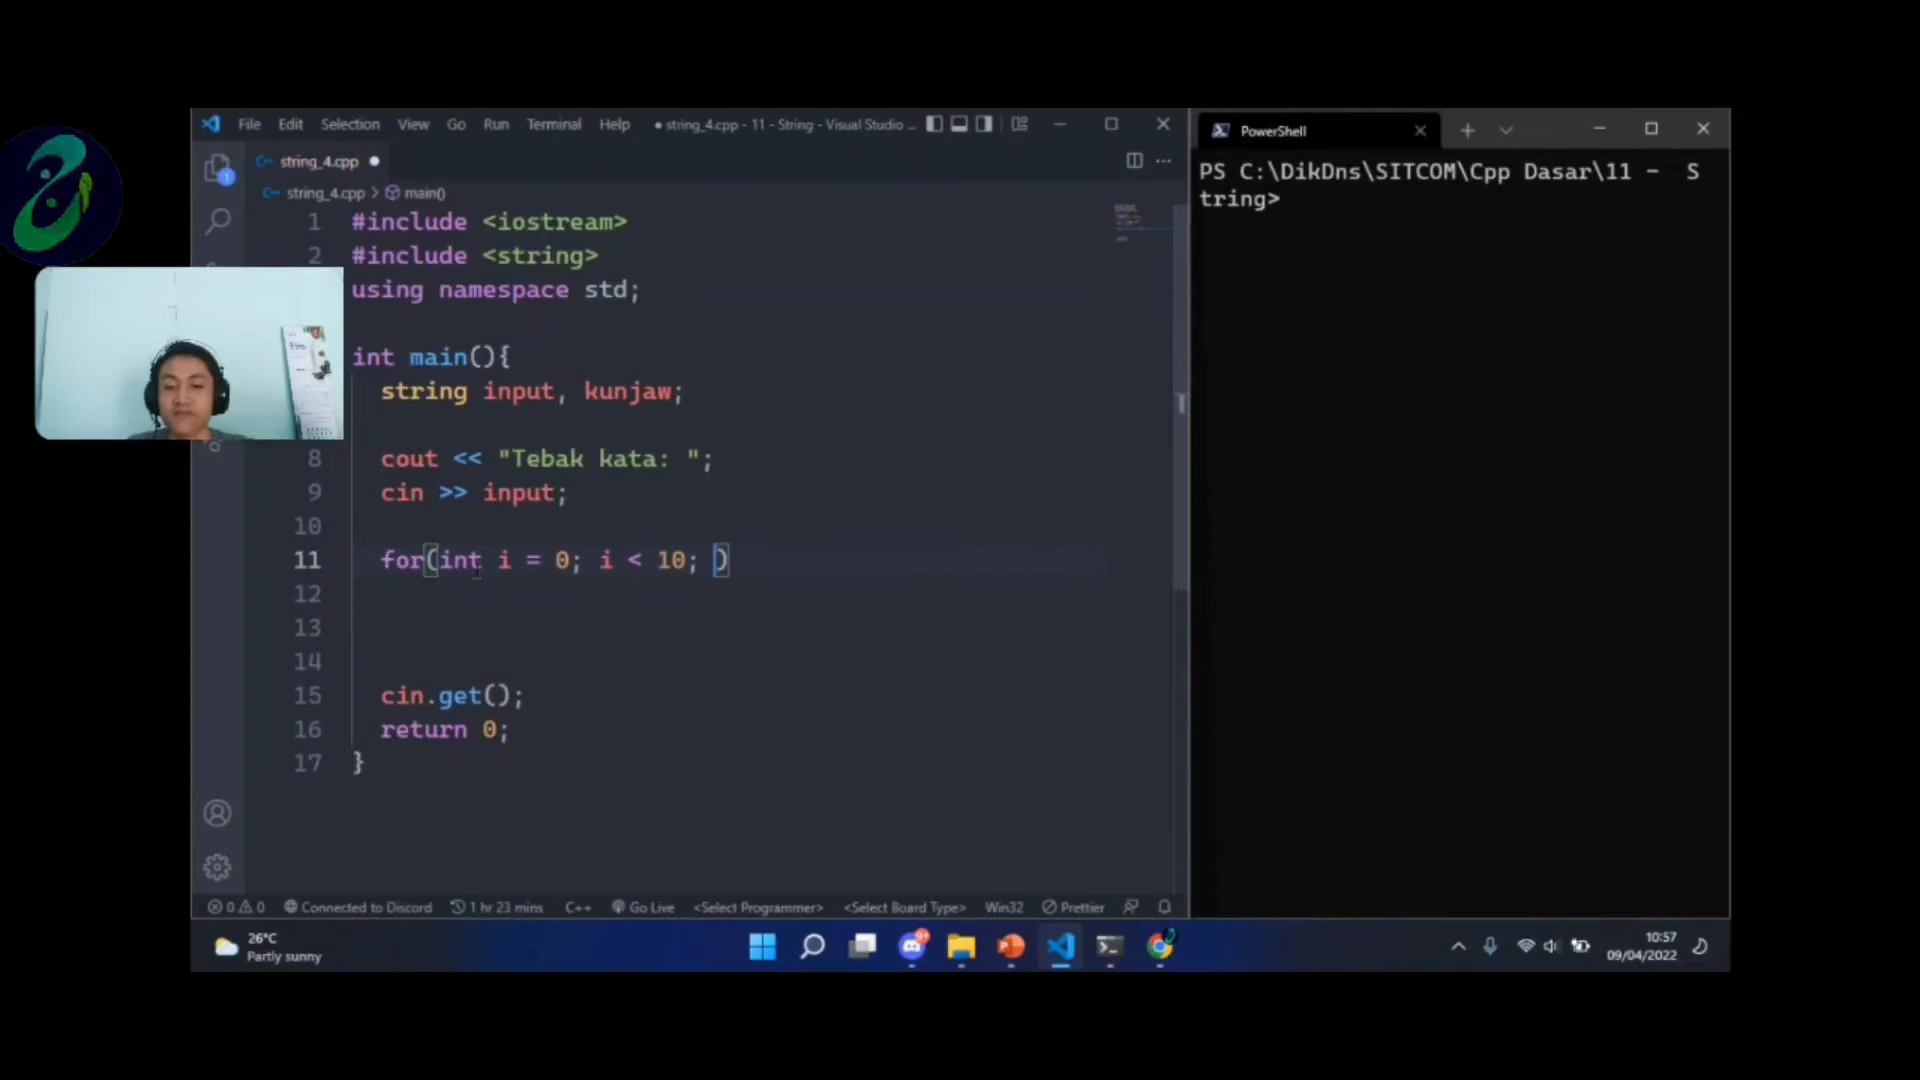 File Edit Selection View Go Run Terminal Help ● string_4.cpp - 11 - String - Visual Studio ...
string_4.cpp ●
string_4.cpp > main()
1 #include <iostream>
2 #include <string>
using namespace std;
int main(){
string input, kunjaw;
8 cout << "Tebak kata: ";
9 cin >> input;
10
11 for(int i = 0; i < 10; )
12
13
14
15 cin.get();
16 return 0;
17 }
0 0 Connected to Discord 1 hr 23 mins C++ Go Live <Select Programmer> <Select Board Type> Win32 Prettier
PowerShell
PS C:\DikDns\SITCOM\Cpp Dasar\11 -  S
tring>
26°C
Partly sunny
10:57
09/04/2022